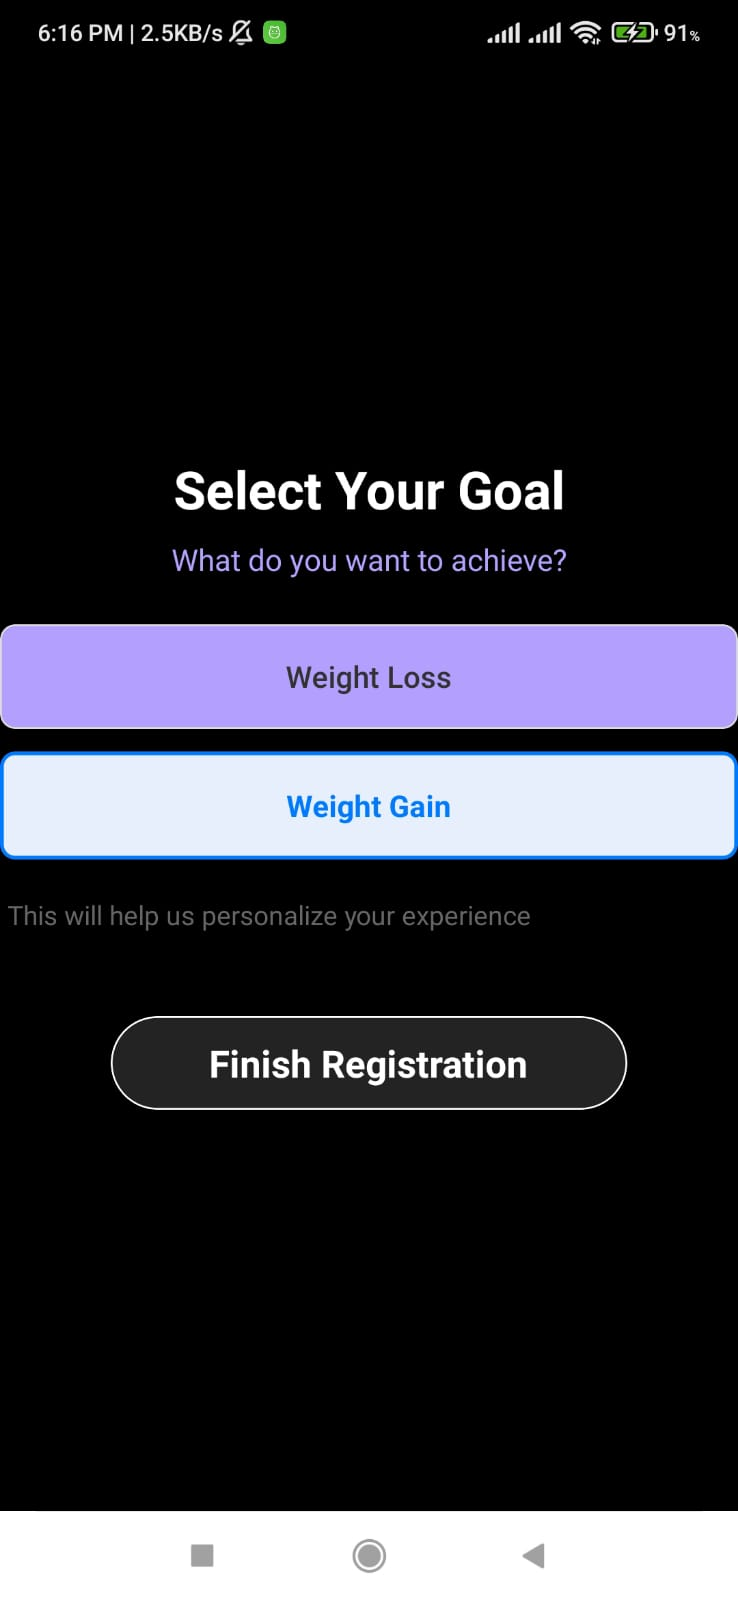 6:16 PM | 2.5KB/s 91%
Select Your Goal
What do you want to achieve?
Weight Loss
Weight Gain
This will help us personalize your experience
Finish Registration